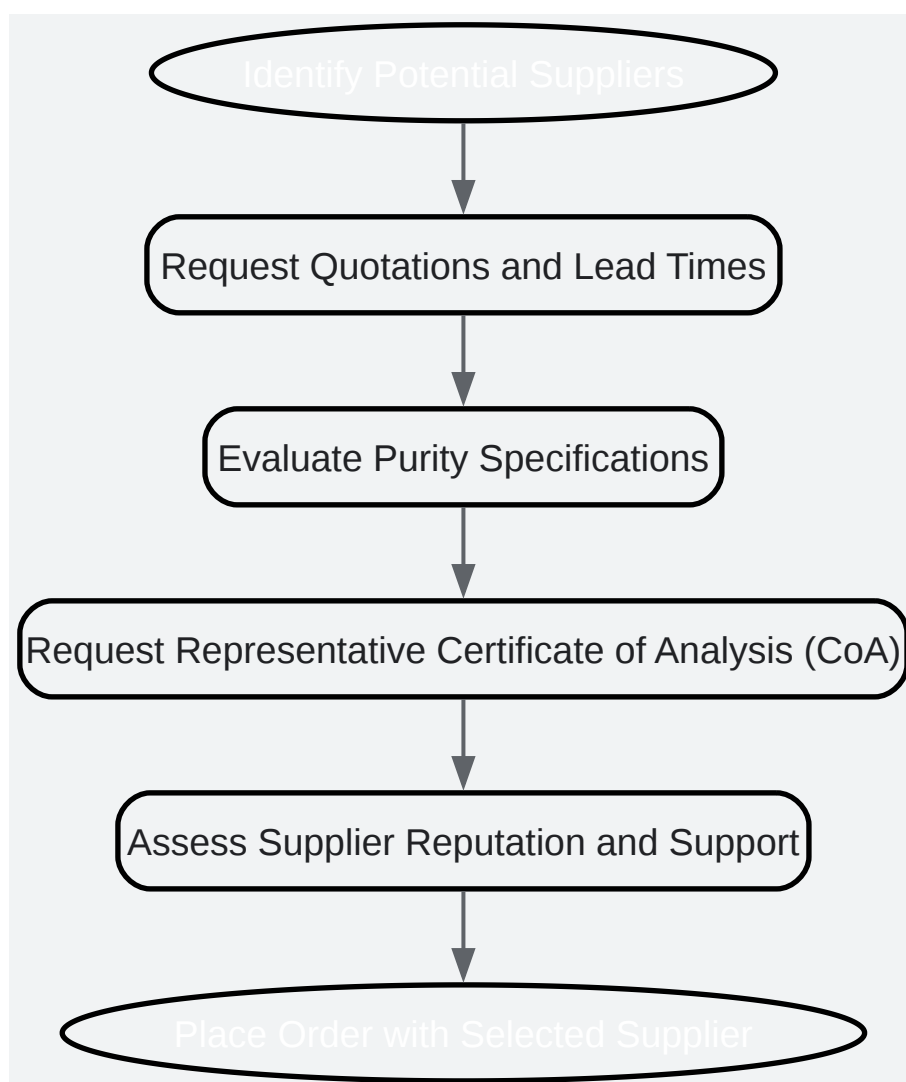 Identify Potential Suppliers
Request Quotations and Lead Times
Evaluate Purity Specifications
Request Representative Certificate of Analysis (CoA)
Assess Supplier Reputation and Support
Place Order with Selected Supplier